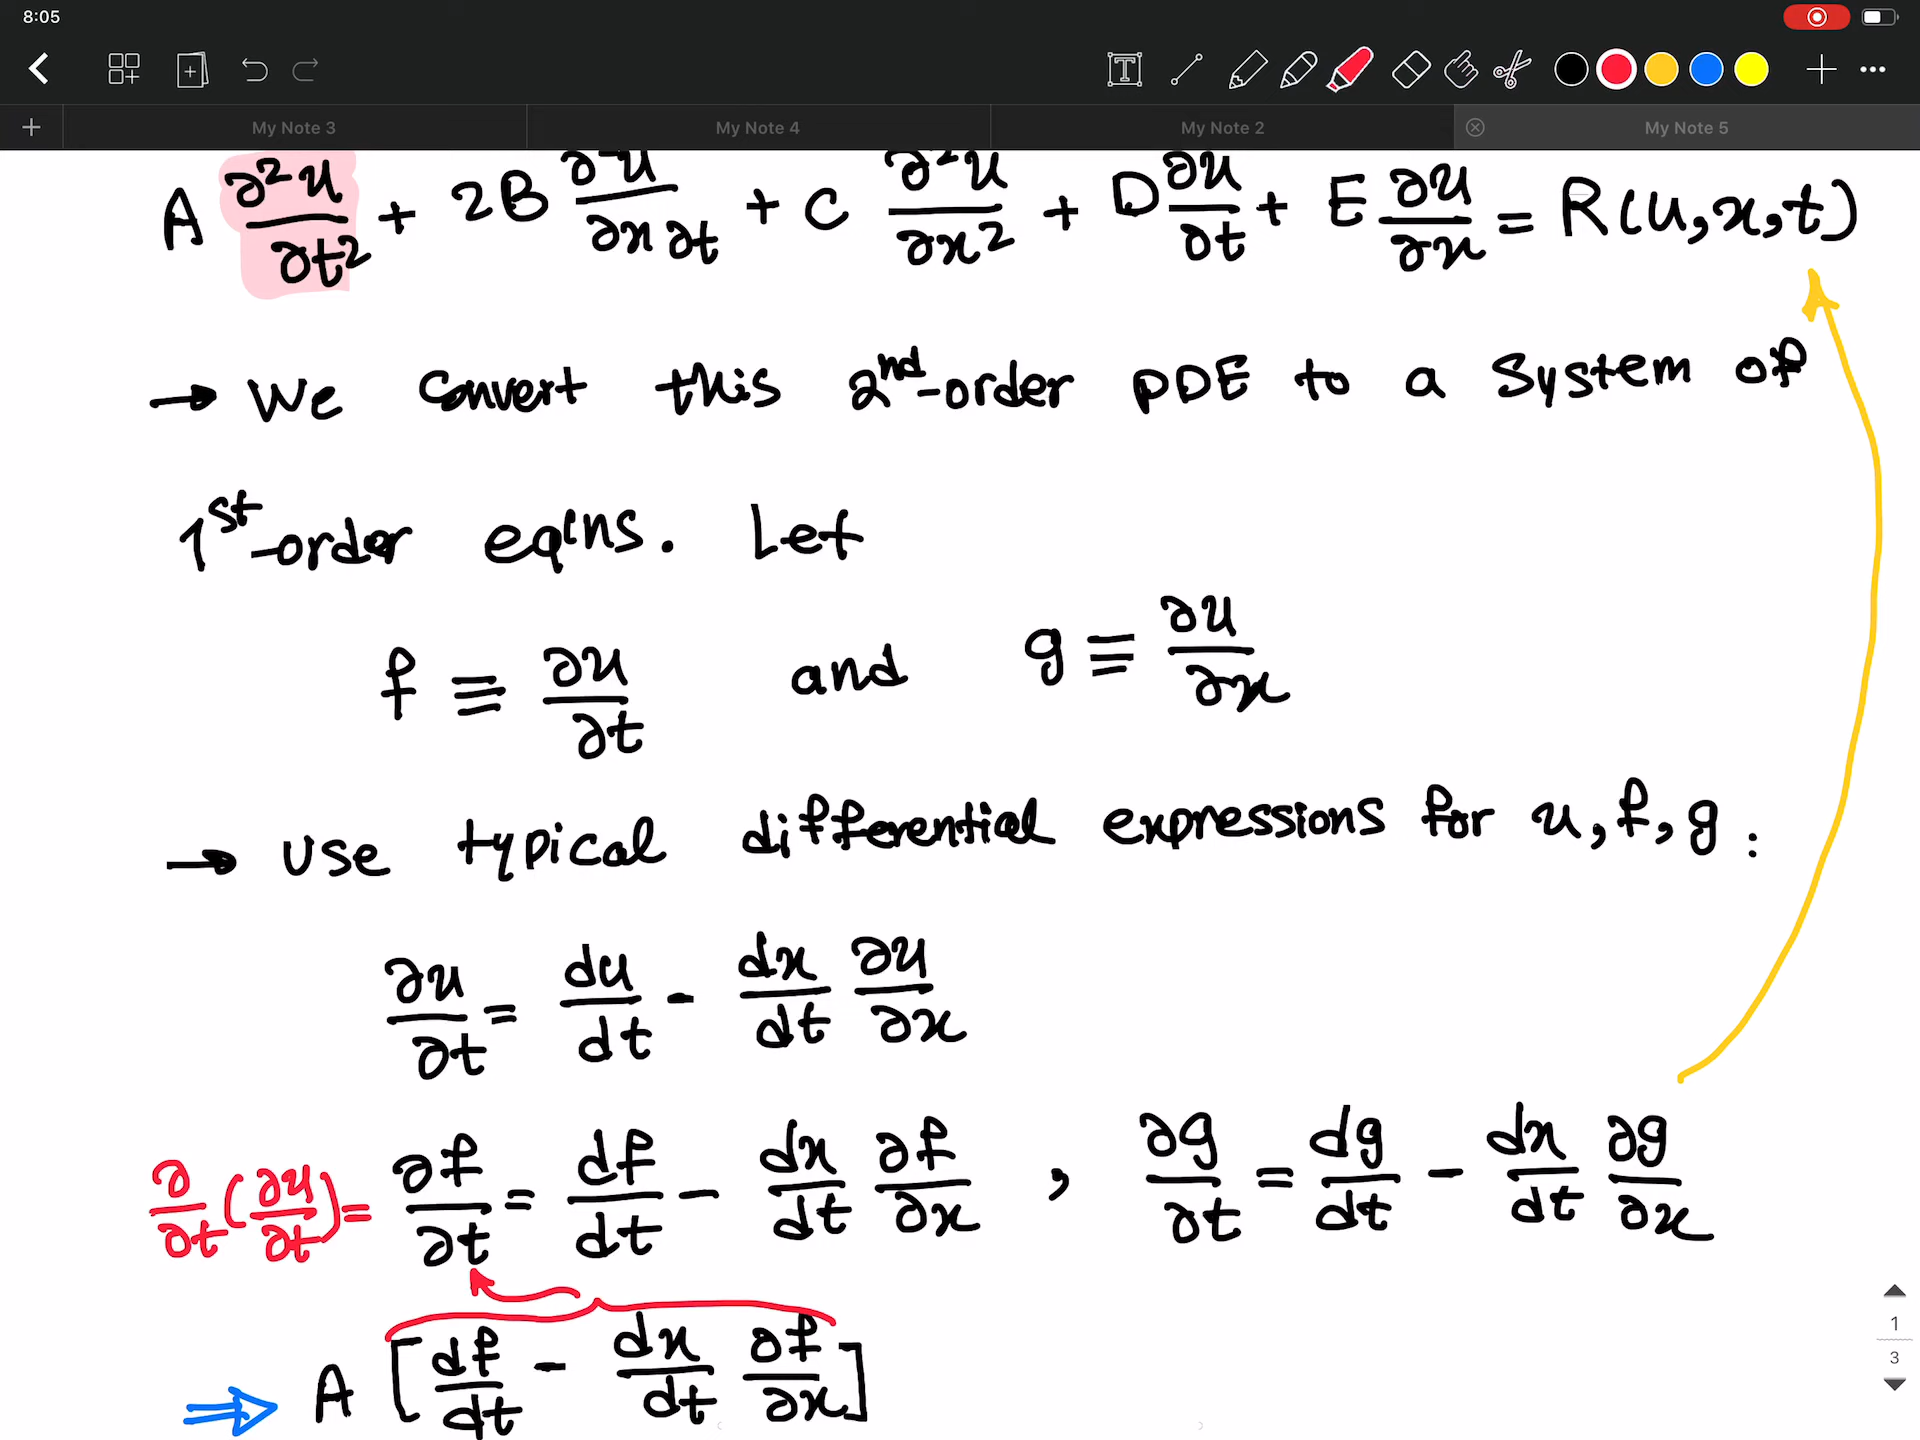 8:05
My Note 3 My Note 4 My Note 2 My Note 5
A ∂²u/∂t² + 2B ∂²u/∂x∂t + C ∂²u/∂x² + D ∂u/∂t + E ∂u/∂x = R(u,x,t)
→ We convert this 2nd-order PDE to a system of
1st-order eq'ns. Let
f ≡ ∂u/∂t and g ≡ ∂u/∂x
→ Use typical differential expressions for u, f, g :
∂u/∂t = du/dt - dx/dt ∂u/∂x
∂/∂t (∂u/∂t) = ∂f/∂t = df/dt - dx/dt ∂f/∂x , ∂g/∂t = dg/dt - dx/dt ∂g/∂x
⇒ A [df/dt - dx/dt ∂f/∂x]
1
3